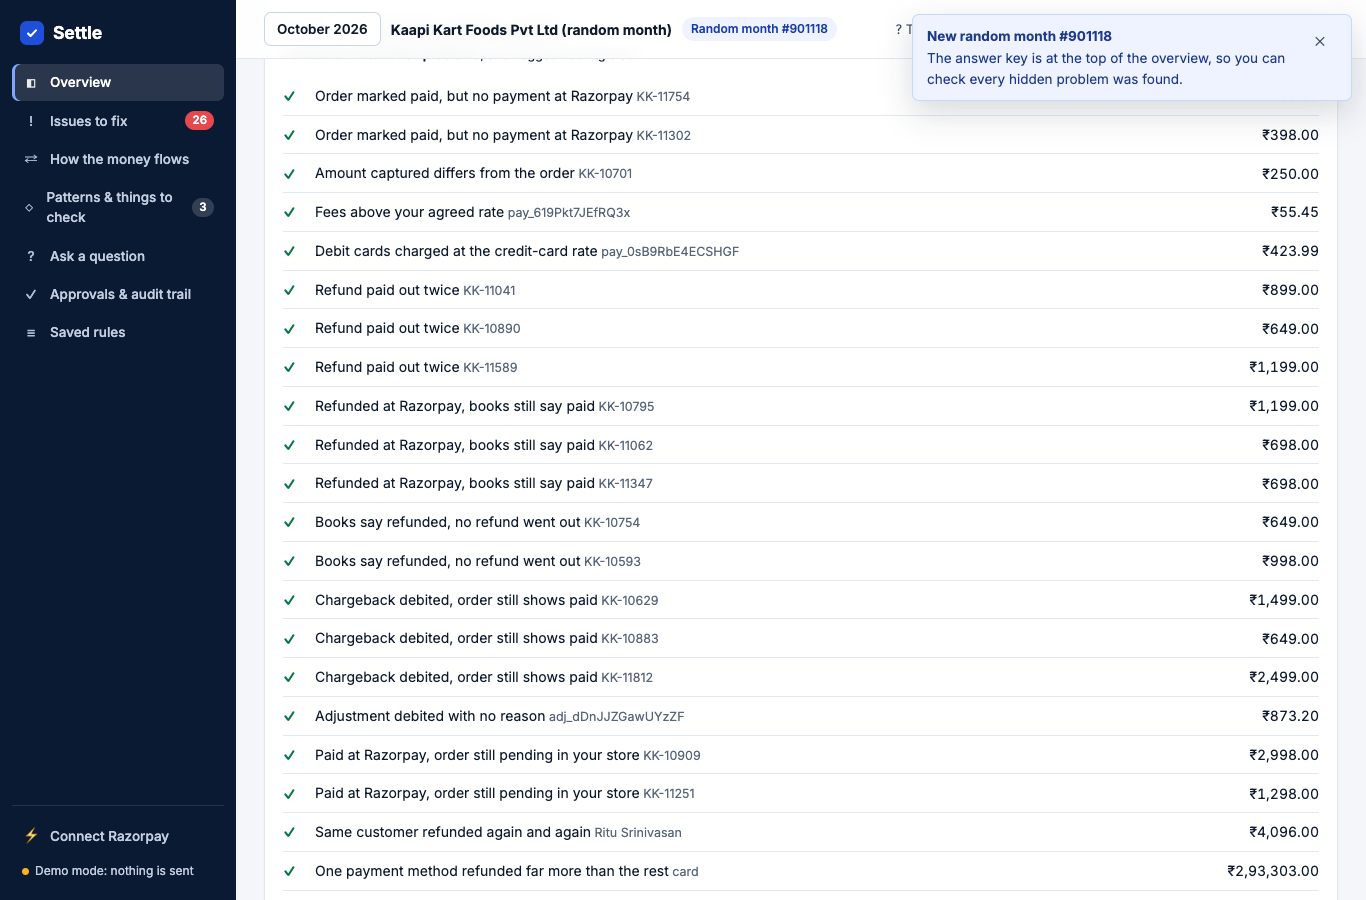 Settle
Overview
! Issues to fix 26
How the money flows
Patterns & things to
check
3
? Ask a question
Approvals & audit trail
Saved rules
Connect Razorpay
Demo mode: nothing is sent
October 2026 Kaapi Kart Foods Pvt Ltd (random month) Random month #901118 ? T
New random month #901118
The answer key is at the top of the overview, so you can
check every hidden problem was found.
Order marked paid, but no payment at Razorpay KK-11754
Order marked paid, but no payment at Razorpay KK-11302 ₹398.00
Amount captured differs from the order KK-10701 ₹250.00
Fees above your agreed rate pay_619Pkt7JEfRQ3x ₹55.45
Debit cards charged at the credit-card rate pay_0sB9RbE4ECSHGF ₹423.99
Refund paid out twice KK-11041 ₹899.00
Refund paid out twice KK-10890 ₹649.00
Refund paid out twice KK-11589 ₹1,199.00
Refunded at Razorpay, books still say paid KK-10795 ₹1,199.00
Refunded at Razorpay, books still say paid KK-11062 ₹698.00
Refunded at Razorpay, books still say paid KK-11347 ₹698.00
Books say refunded, no refund went out KK-10754 ₹649.00
Books say refunded, no refund went out KK-10593 ₹998.00
Chargeback debited, order still shows paid KK-10629 ₹1,499.00
Chargeback debited, order still shows paid KK-10883 ₹649.00
Chargeback debited, order still shows paid KK-11812 ₹2,499.00
Adjustment debited with no reason adj_dDnJJZGawUYzZF ₹873.20
Paid at Razorpay, order still pending in your store KK-10909 ₹2,998.00
Paid at Razorpay, order still pending in your store KK-11251 ₹1,298.00
Same customer refunded again and again Ritu Srinivasan ₹4,096.00
One payment method refunded far more than the rest card ₹2,93,303.00